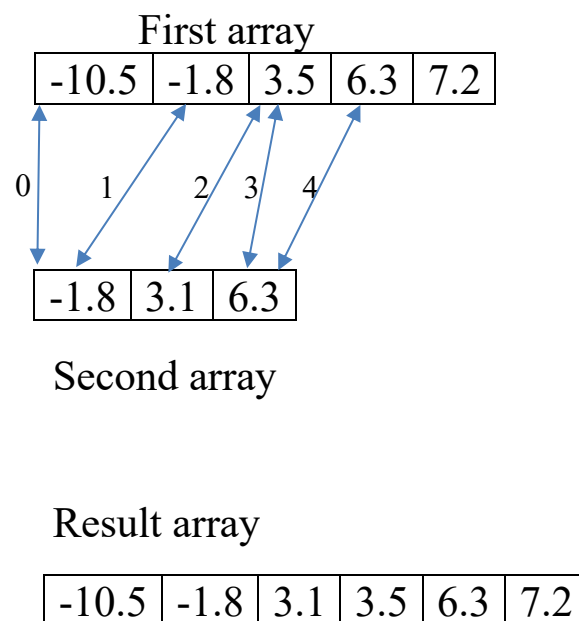 First array
-10.5 -1.8 3.5 6.3 7.2
0 1 2 3 4
-1.8 3.1 6.3
Second array
Result array
-10.5 -1.8 3.1 3.5 6.3 7.2